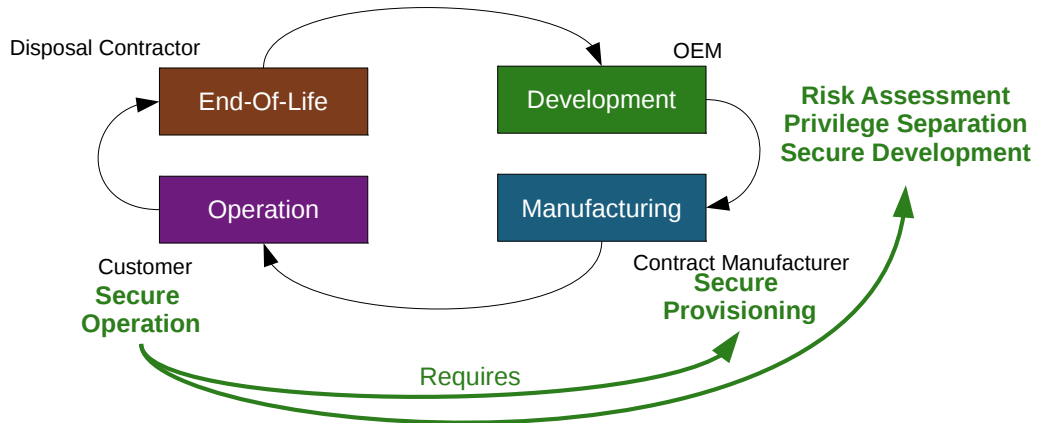 Disposal Contractor
OEM
End-Of-Life
Development
Risk Assessment
Privilege Separation
Secure Development
Operation
Manufacturing
Customer
Contract Manufacturer
Secure
Operation
Secure
Provisioning
Requires